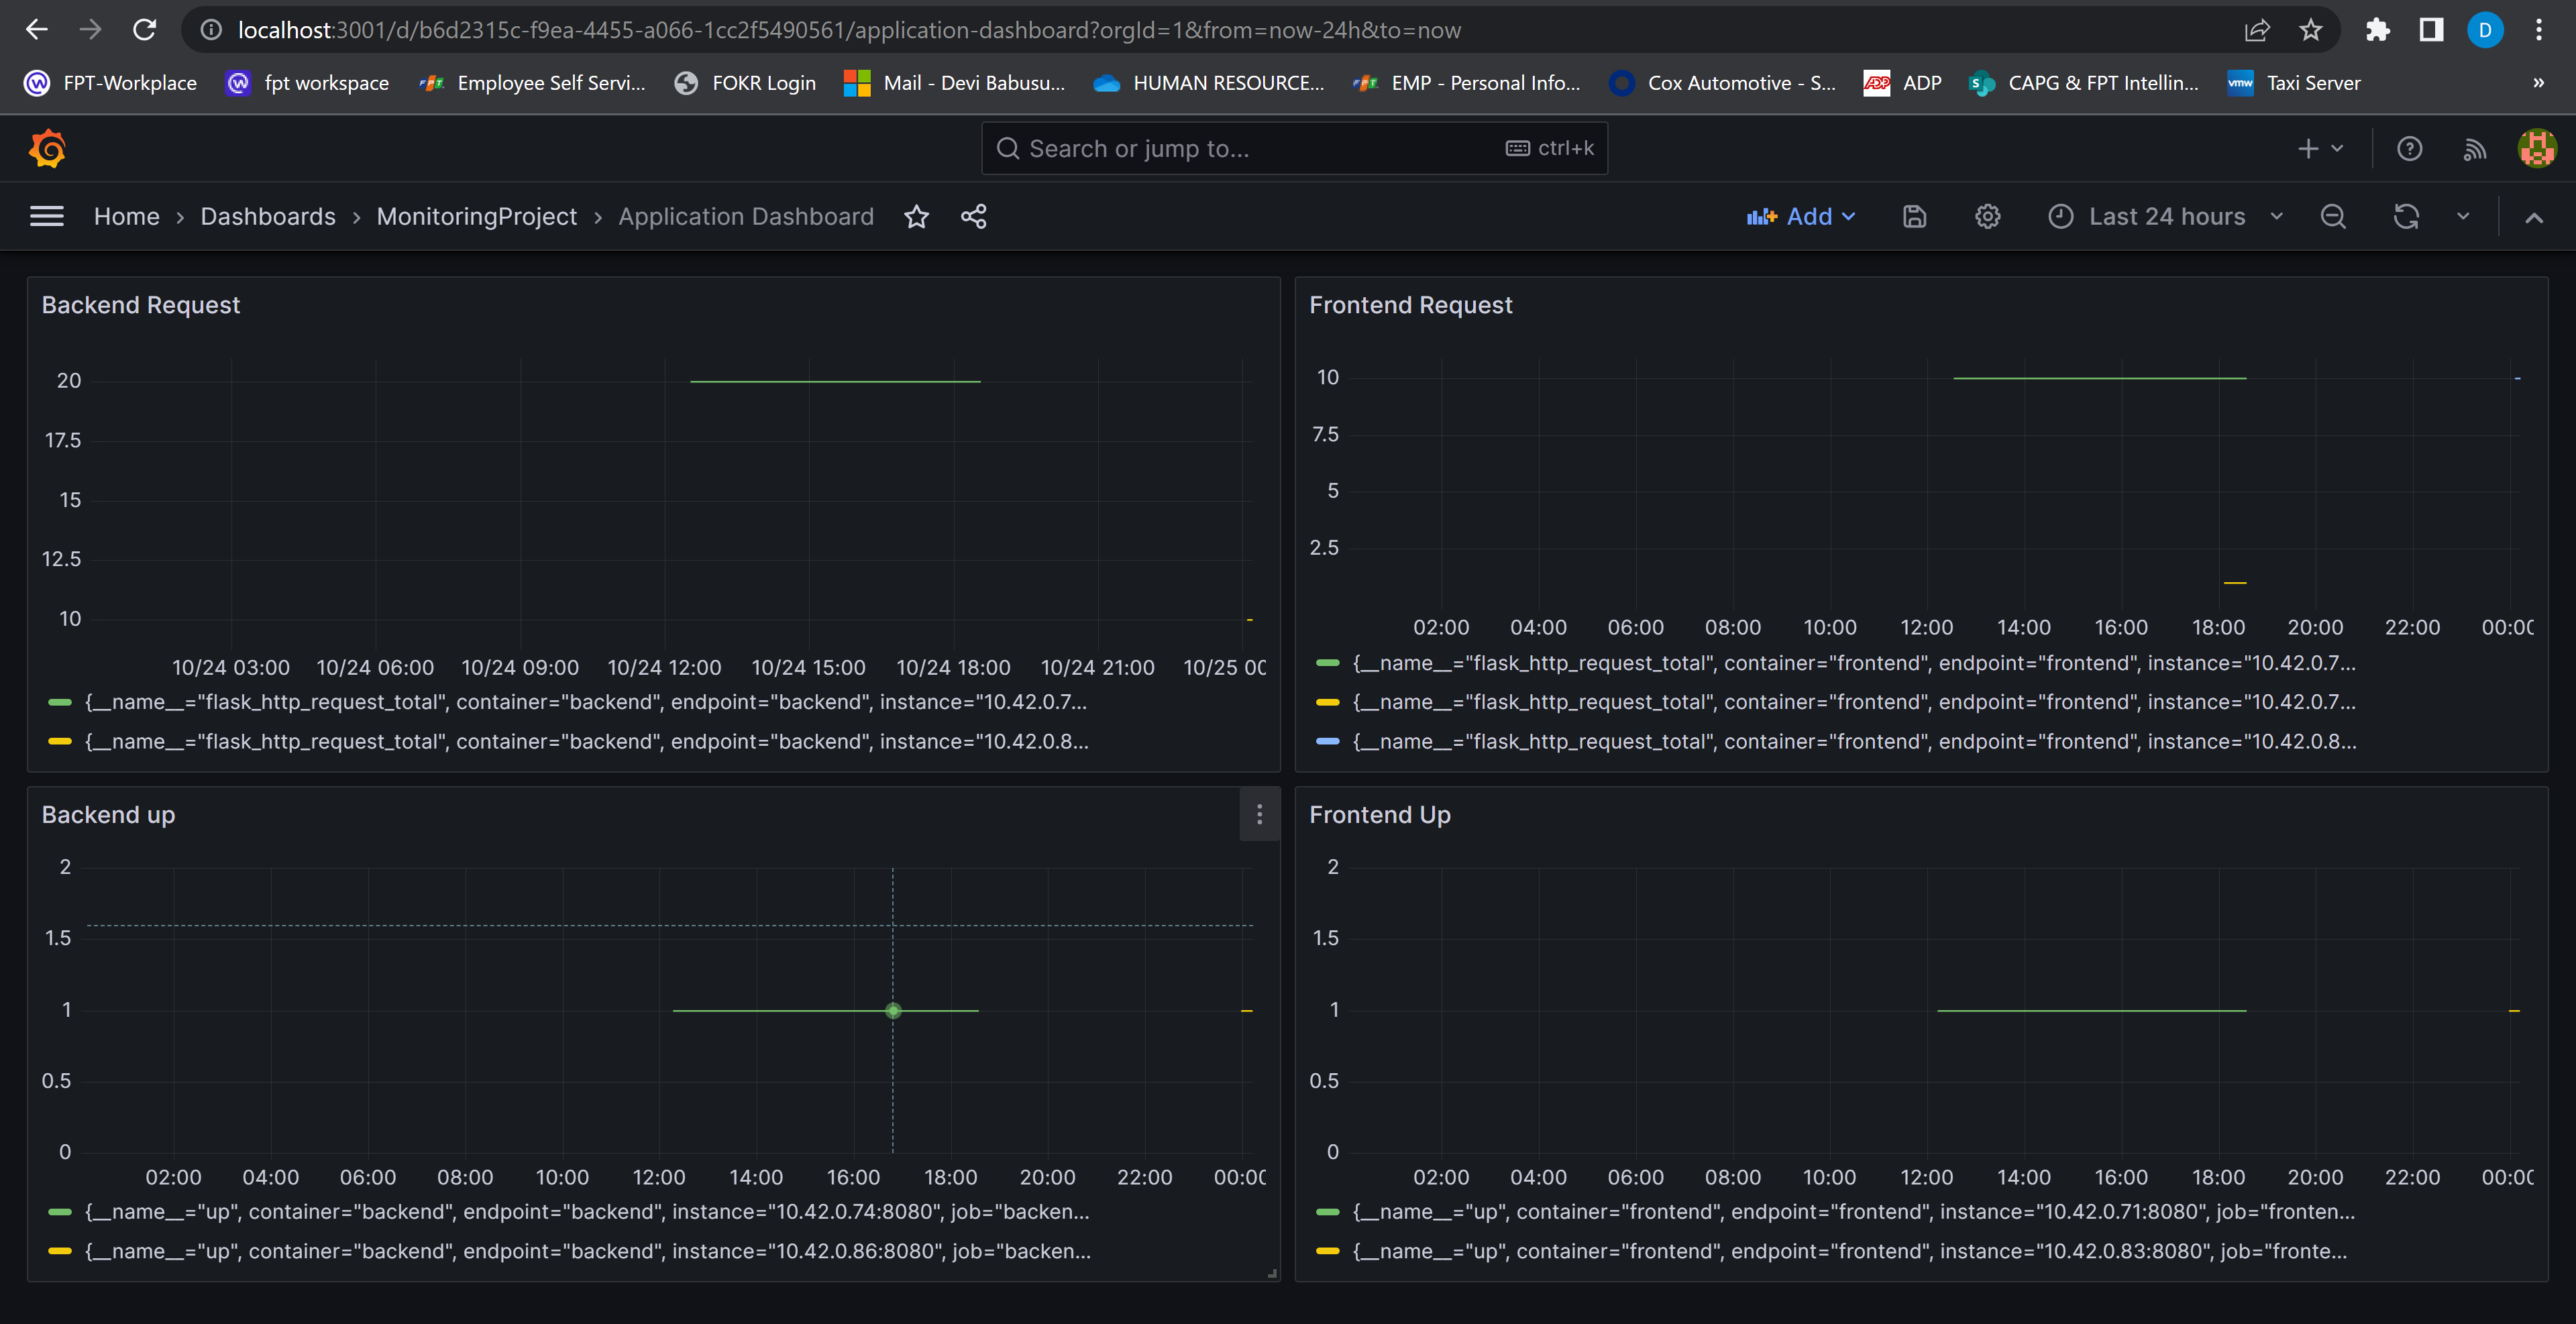 localhost:3001/d/b6d2315c-f9ea-4455-a066-1cc2f5490561/application-dashboard?orgId=1&from=now-24h&to=now
D
FPT-Workplace fpt workspace FPT Employee Self Servi... FOKR Login Mail - Devi Babusu... HUMAN RESOURCE... FPT EMP - Personal Info... Cox Automotive - S... ADP ADP S CAPG & FPT Intellin... vmw Taxi Server »
Search or jump to... ctrl+k
Home › Dashboards › MonitoringProject › Application Dashboard Add Last 24 hours
Backend Request
20
17.5
15
12.5
10
10/24 03:00 10/24 06:00 10/24 09:00 10/24 12:00 10/24 15:00 10/24 18:00 10/24 21:00 10/25 00
{__name__="flask_http_request_total", container="backend", endpoint="backend", instance="10.42.0.7...
{__name__="flask_http_request_total", container="backend", endpoint="backend", instance="10.42.0.8...
Frontend Request
10
7.5
5
2.5
02:00 04:00 06:00 08:00 10:00 12:00 14:00 16:00 18:00 20:00 22:00 00:00
{__name__="flask_http_request_total", container="frontend", endpoint="frontend", instance="10.42.0.7...
{__name__="flask_http_request_total", container="frontend", endpoint="frontend", instance="10.42.0.7...
{__name__="flask_http_request_total", container="frontend", endpoint="frontend", instance="10.42.0.8...
Backend up
2
1.5
1
0.5
0
02:00 04:00 06:00 08:00 10:00 12:00 14:00 16:00 18:00 20:00 22:00 00:00
{__name__="up", container="backend", endpoint="backend", instance="10.42.0.74:8080", job="backen...
{__name__="up", container="backend", endpoint="backend", instance="10.42.0.86:8080", job="backen...
Frontend Up
2
1.5
1
0.5
0
02:00 04:00 06:00 08:00 10:00 12:00 14:00 16:00 18:00 20:00 22:00 00:00
{__name__="up", container="frontend", endpoint="frontend", instance="10.42.0.71:8080", job="fronten...
{__name__="up", container="frontend", endpoint="frontend", instance="10.42.0.83:8080", job="fronte...